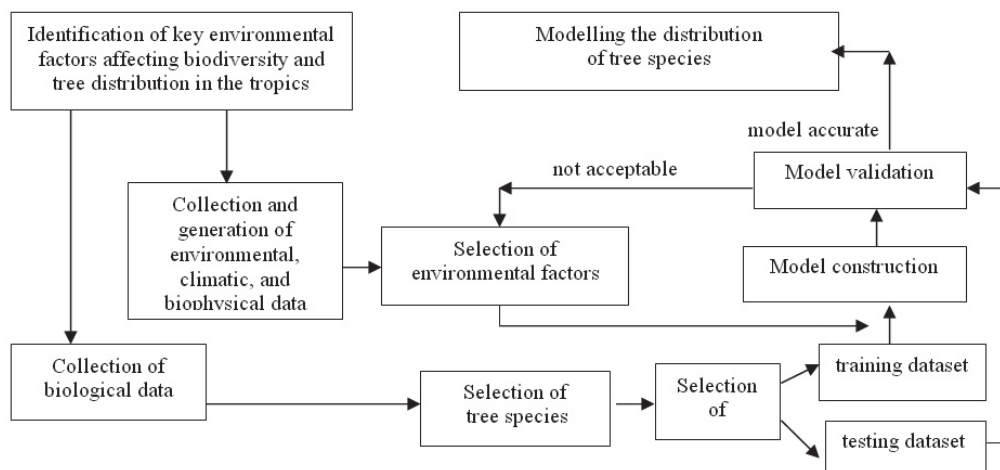 Identification of key environmental
factors affecting biodiversity and
tree distribution in the tropics
Modelling the distribution
of tree species
model accurate
not acceptable
Model validation
Collection and
generation of
environmental,
climatic, and
biophysical data
Selection of
environmental factors
Model construction
Collection of
biological data
Selection of
tree species
Selection
of
training dataset
testing dataset